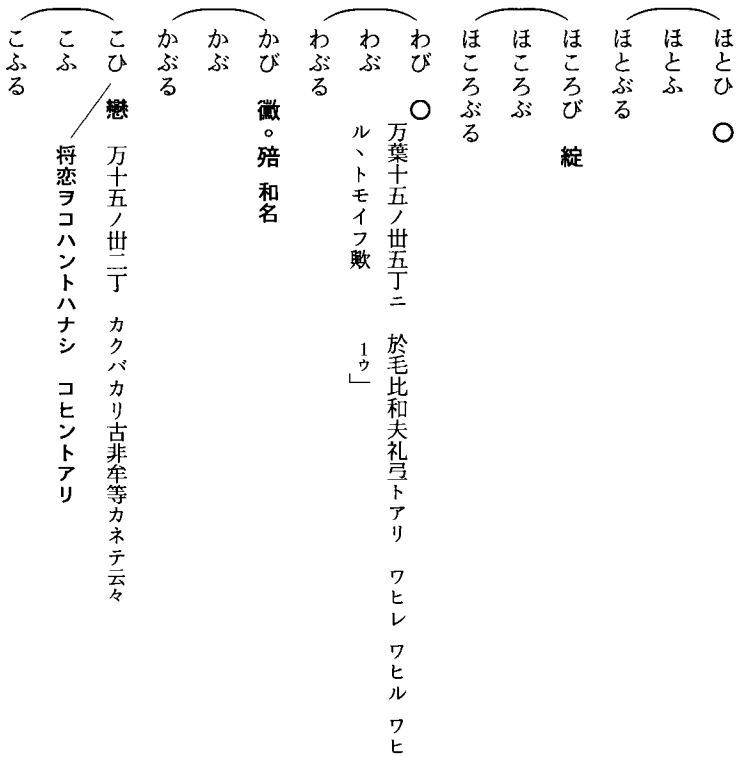 ほとひ ○
ほとふ
ほとぶる
ほころび 綻
ほころぶ
ほころぶる
わび ○ 万葉十五ノ丗五丁ニ 於毛比和夫礼弖トアリ ワヒレ ワヒル ワヒ
わぶ ルヽトモイフ歟 1ゥ」
わぶる
かび 黴。殕 和名
かぶ
かぶる
こひ 戀 万十五ノ丗二丁 カクバカリ古非牟等カネテ云々
こふ 将恋ヲコハントハナシ コヒントアリ
こふる